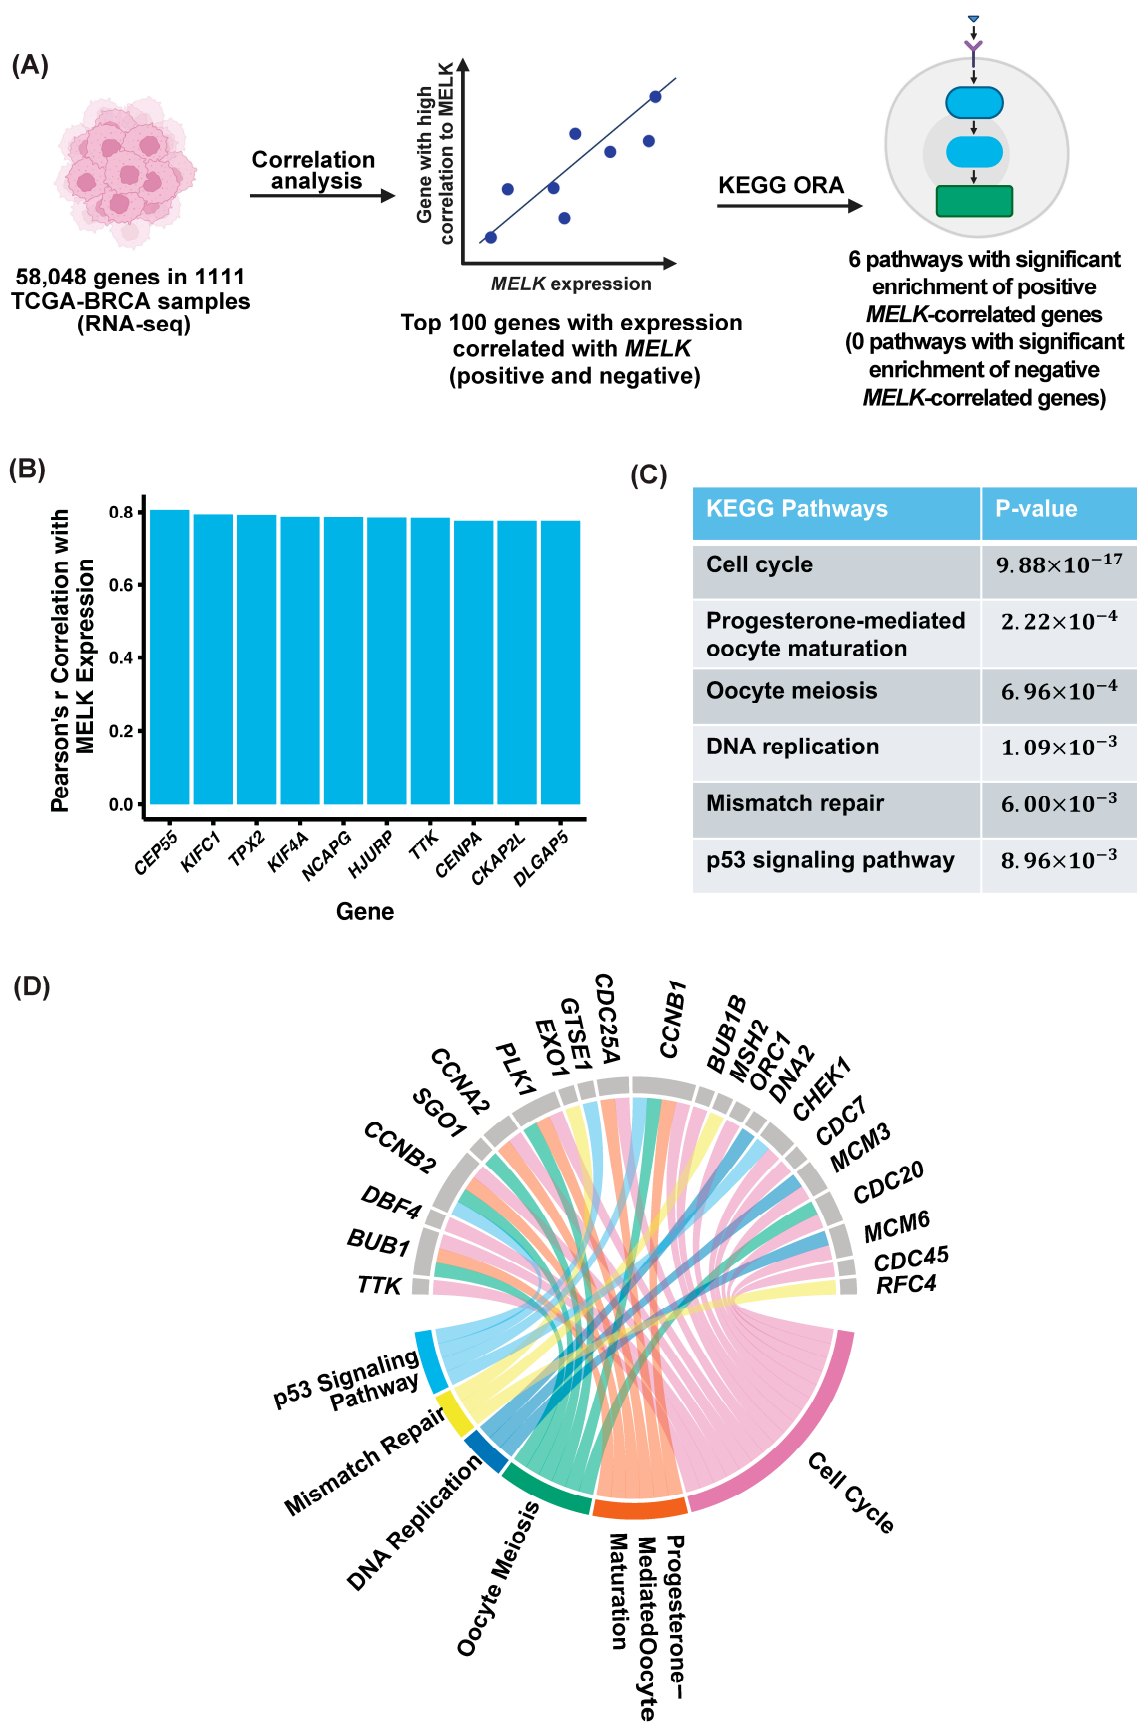 (A)
58,048 genes in 1111
TCGA-BRCA samples
(RNA-seq)
Correlation
analysis
Gene with high
correlation to MELK
MELK expression
Top 100 genes with expression
correlated with MELK
(positive and negative)
KEGG ORA
6 pathways with significant
enrichment of positive
MELK-correlated genes
(0 pathways with significant
enrichment of negative
MELK-correlated genes)
(B)
Pearson's r Correlation with
MELK Expression
0.8
0.6
0.4
0.2
0.0
CEP55
KIFC1
TPX2
KIF4A
NCAPG
HJURP
TTK
CENPA
CKAP2L
DLGAP5
Gene
(C)
KEGG Pathways P-value
Cell cycle 9.88×10⁻¹⁷
Progesterone-mediated
oocyte maturation 2.22×10⁻⁴
Oocyte meiosis 6.96×10⁻⁴
DNA replication 1.09×10⁻³
Mismatch repair 6.00×10⁻³
p53 signaling pathway 8.96×10⁻³
(D)
TTK
BUB1
DBF4
CCNB2
SGO1
CCNA2
PLK1
EXO1
GTSE1
CDC25A
CCNB1
BUB1B
MSH2
ORC1
DNA2
CHEK1
CDC7
MCM3
CDC20
MCM6
CDC45
RFC4
p53 Signaling
Pathway
Mismatch Repair
DNA Replication
Oocyte Meiosis
Progesterone−
MediatedOocyte
Maturation
Cell Cycle